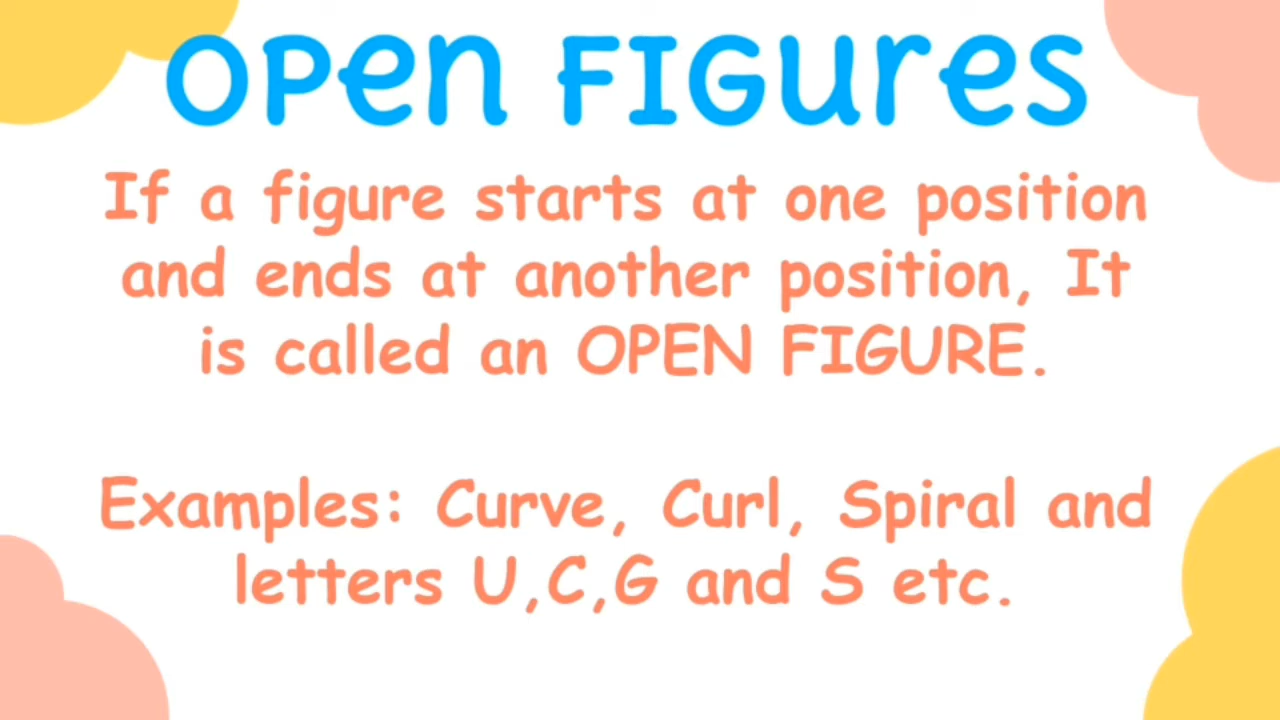 OPen FIGures
If a figure starts at one position
and ends at another position, It
is called an OPEN FIGURE.
Examples: Curve, Curl, Spiral and
letters U,C,G and S etc.